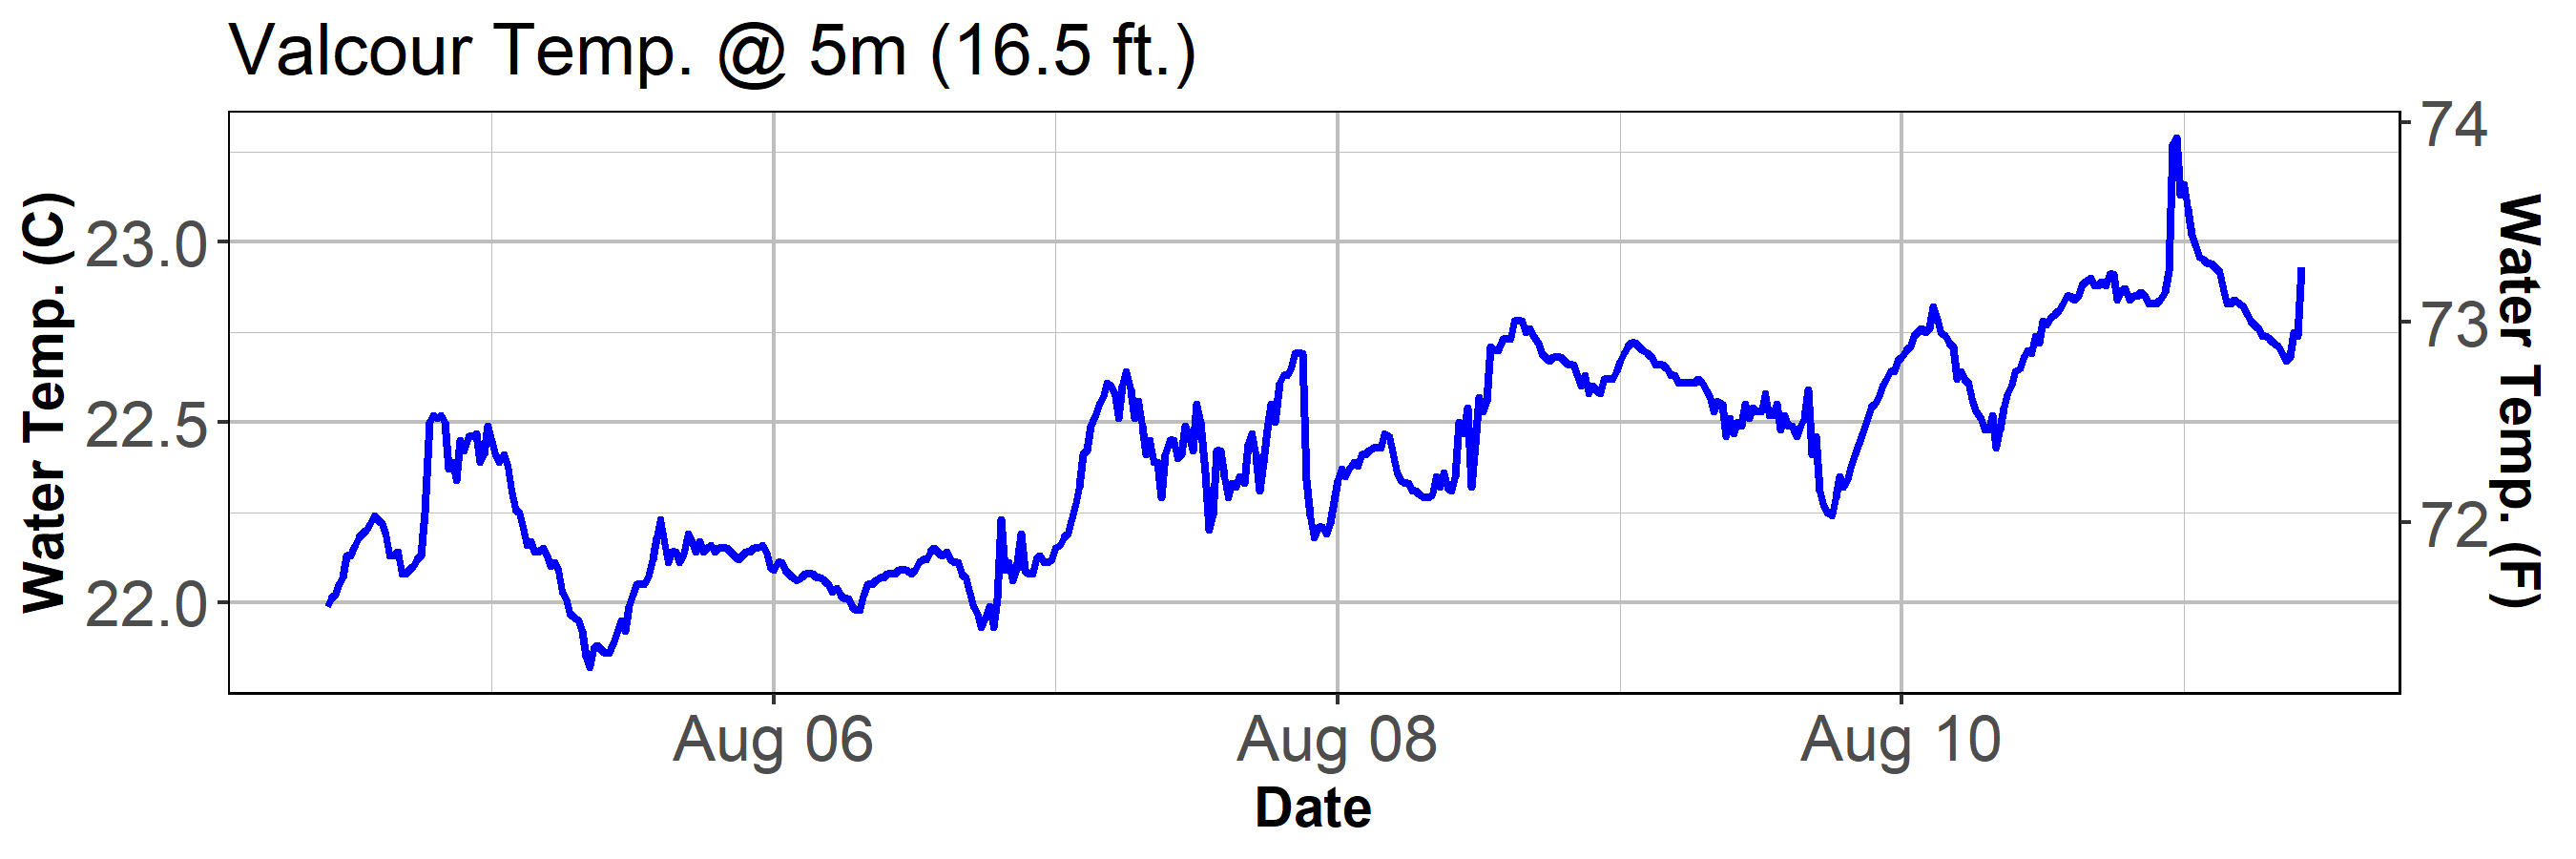 Valcour Temp. @ 5m (16.5 ft.)
Water Temp. (C)
23.0
22.5
22.0
74
73
72
Water Temp. (F)
Aug 06
Aug 08
Aug 10
Date